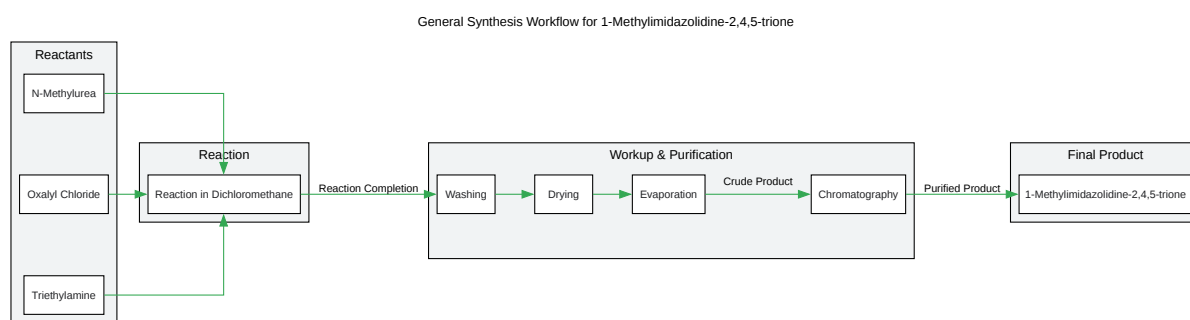 General Synthesis Workflow for 1-Methylimidazolidine-2,4,5-trione
Reactants
N-Methylurea
Oxalyl Chloride
Triethylamine
Reaction
Reaction in Dichloromethane
Reaction Completion
Workup & Purification
Washing
Drying
Evaporation
Crude Product
Chromatography
Purified Product
Final Product
1-Methylimidazolidine-2,4,5-trione